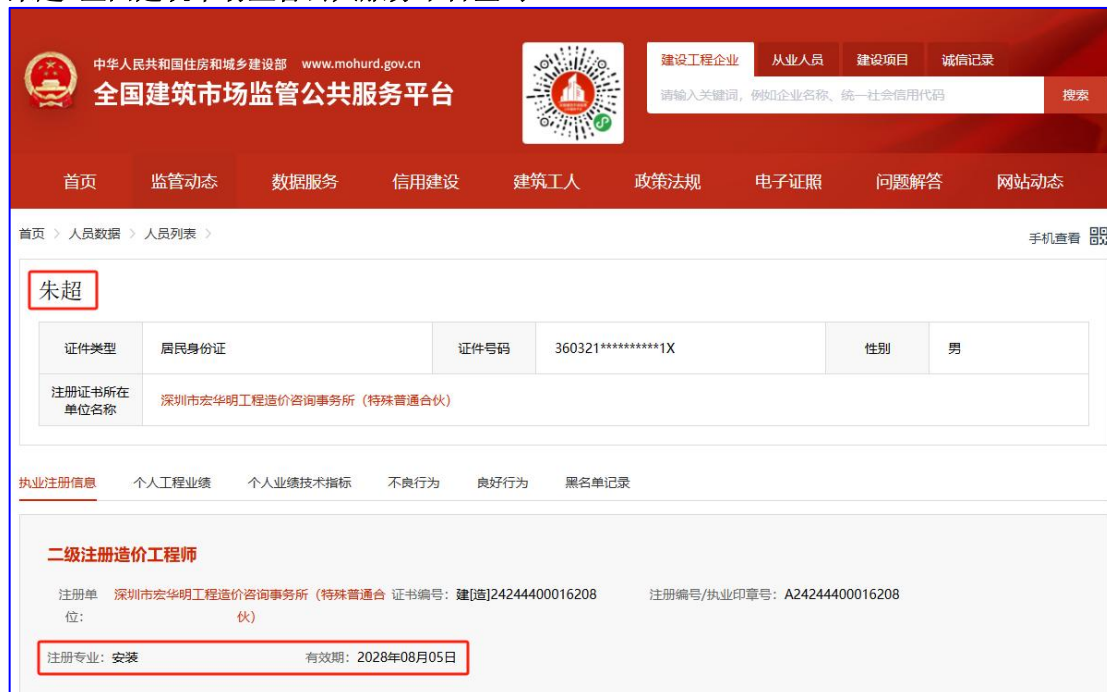 中华人民共和国住房和城乡建设部 www.mohurd.gov.cn
全国建筑市场监管公共服务平台
建设工程企业 从业人员 建设项目 诚信记录
请输入关键词，例如企业名称、统一社会信用代码 搜索
首页 监管动态 数据服务 信用建设 建筑工人 政策法规 电子证照 问题解答 网站动态
首页 > 人员数据 > 人员列表 >
手机查看
朱超
证件类型 居民身份证 证件号码 360321**********1X 性别 男
注册证书所在
单位名称
深圳市宏华明工程造价咨询事务所（特殊普通合伙）
执业注册信息 个人工程业绩 个人业绩技术指标 不良行为 良好行为 黑名单记录
二级注册造价工程师
注册单 深圳市宏华明工程造价咨询事务所（特殊普通合 证书编号：建[造]24244400016208 注册编号/执业印章号：A24244400016208
位： 伙）
注册专业：安装 有效期：2028年08月05日